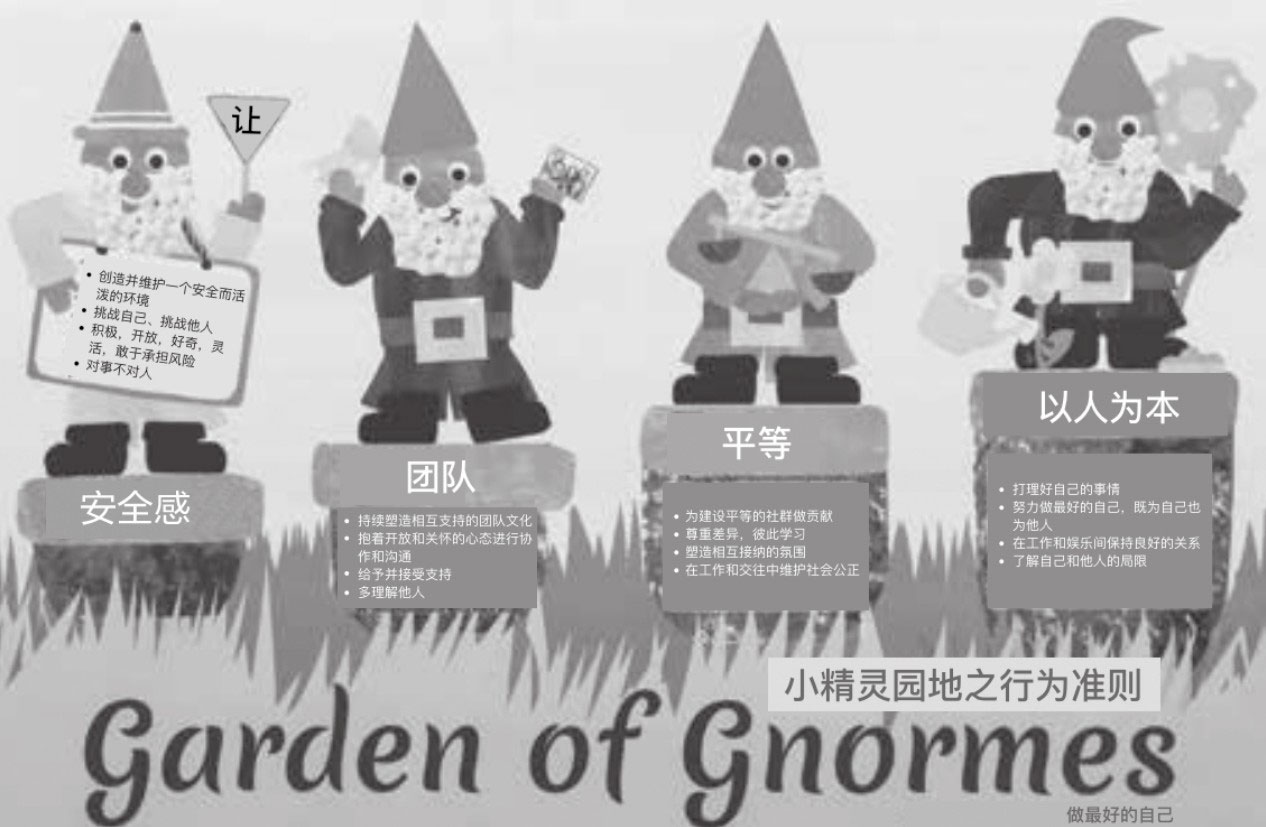 让
• 创造并维护一个安全而活
泼的环境
• 挑战自己、挑战他人
• 积极，开放，好奇，灵
活，敢于承担风险
• 对事不对人
安全感
团队
• 持续塑造相互支持的团队文化
• 抱着开放和关怀的心态进行协
作和沟通
• 给予并接受支持
• 多理解他人
平等
• 为建设平等的社群做贡献
• 尊重差异，彼此学习
• 塑造相互接纳的氛围
• 在工作和交往中维护社会公正
以人为本
• 打理好自己的事情
• 努力做最好的自己，既为自己也
为他人
• 在工作和娱乐间保持良好的关系
• 了解自己和他人的局限
小精灵园地之行为准则
Garden of Gnormes
做最好的自己